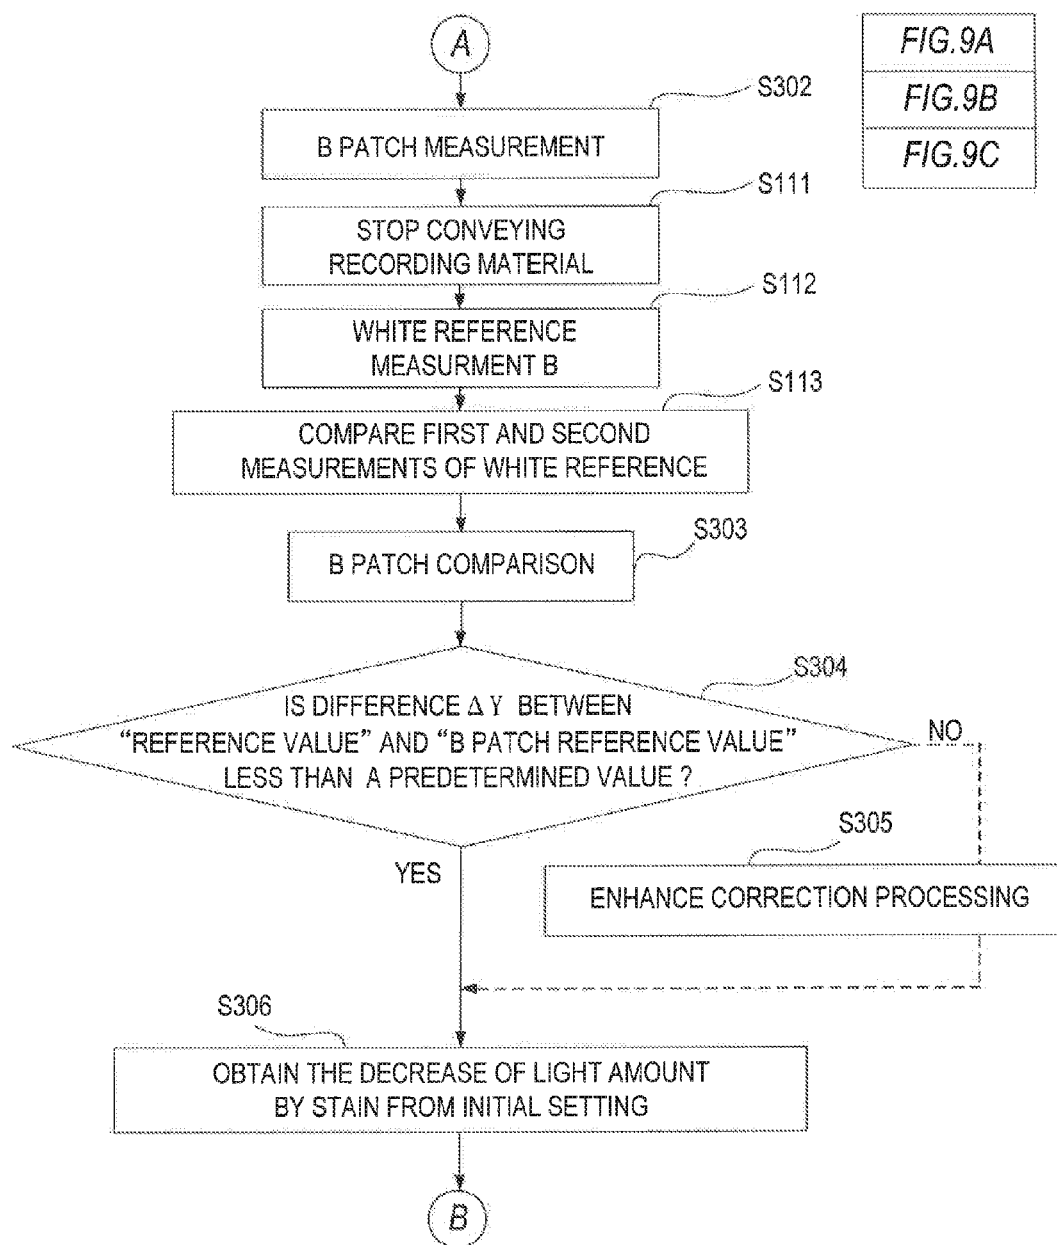 A
FIG.9A
FIG.9B
FIG.9C
S302
B PATCH MEASUREMENT
S111
STOP CONVEYING
RECORDING MATERIAL
S112
WHITE REFERENCE
MEASURMENT B
S113
COMPARE FIRST AND SECOND
MEASUREMENTS OF WHITE REFERENCE
S303
B PATCH COMPARISON
S304
IS DIFFERENCE Δ Y BETWEEN
“REFERENCE VALUE” AND “B PATCH REFERENCE VALUE”
LESS THAN A PREDETERMINED VALUE ?
NO
S305
YES
ENHANCE CORRECTION PROCESSING
S306
OBTAIN THE DECREASE OF LIGHT AMOUNT
BY STAIN FROM INITIAL SETTING
B